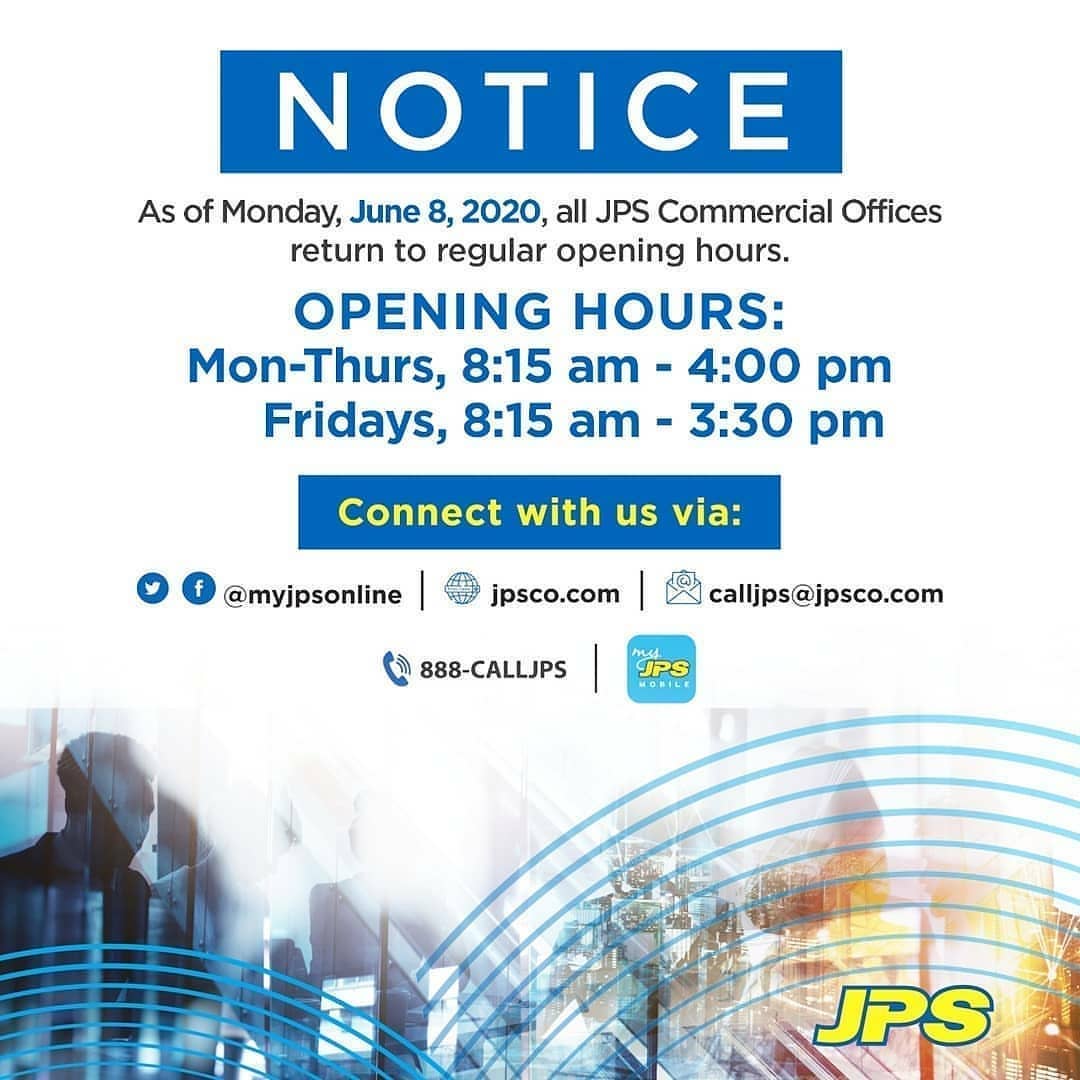 NOTICE
As of Monday, June 8, 2020, all JPS Commercial Offices
return to regular opening hours.
OPENING HOURS:
Mon-Thurs, 8:15 am - 4:00 pm
Fridays, 8:15 am - 3:30 pm
Connect with us via:
@myjpsonline | jpsco.com | calljps@jpsco.com
888-CALLJPS | my JPS MOBILE
JPS